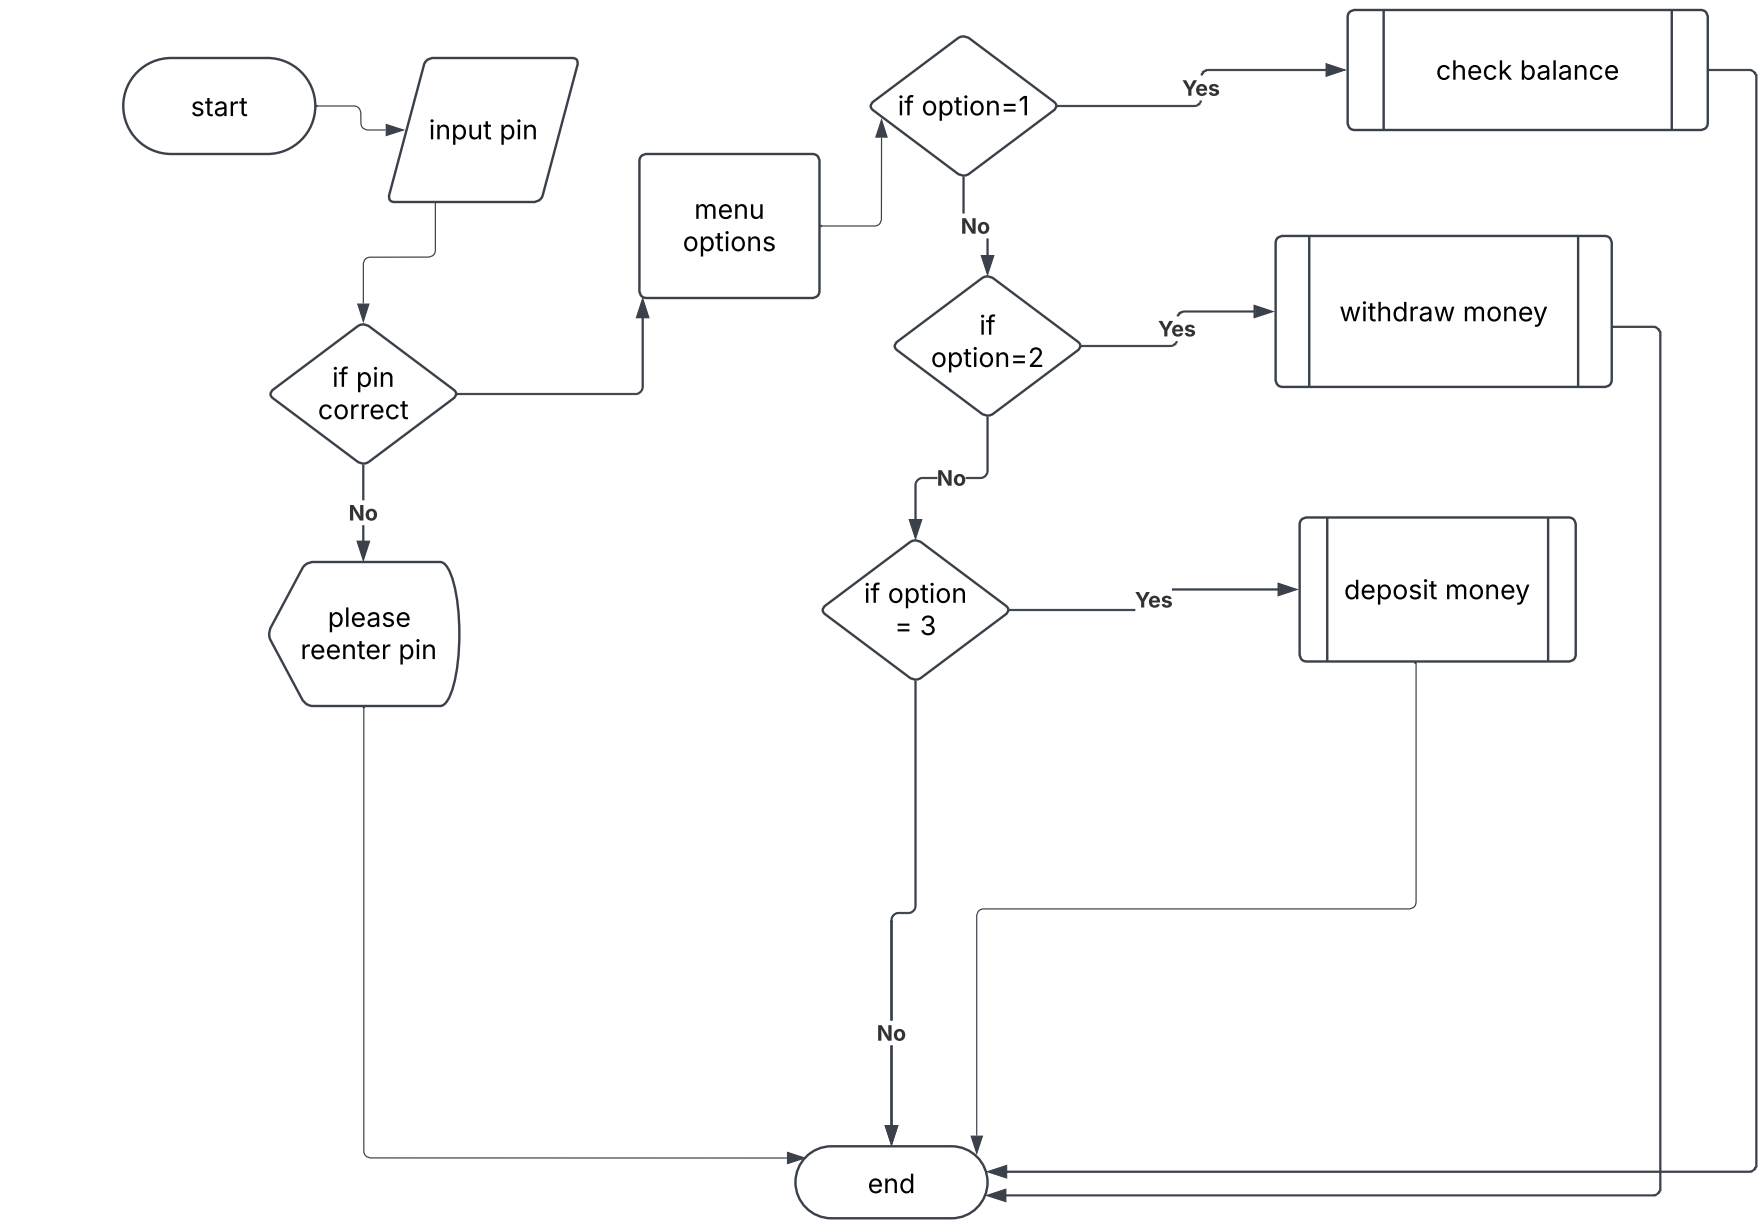 start
input pin
if pin
correct
No
please
reenter pin
menu
options
if option=1
Yes
check balance
No
if
option=2
Yes
withdraw money
No
if option
= 3
Yes
deposit money
No
end